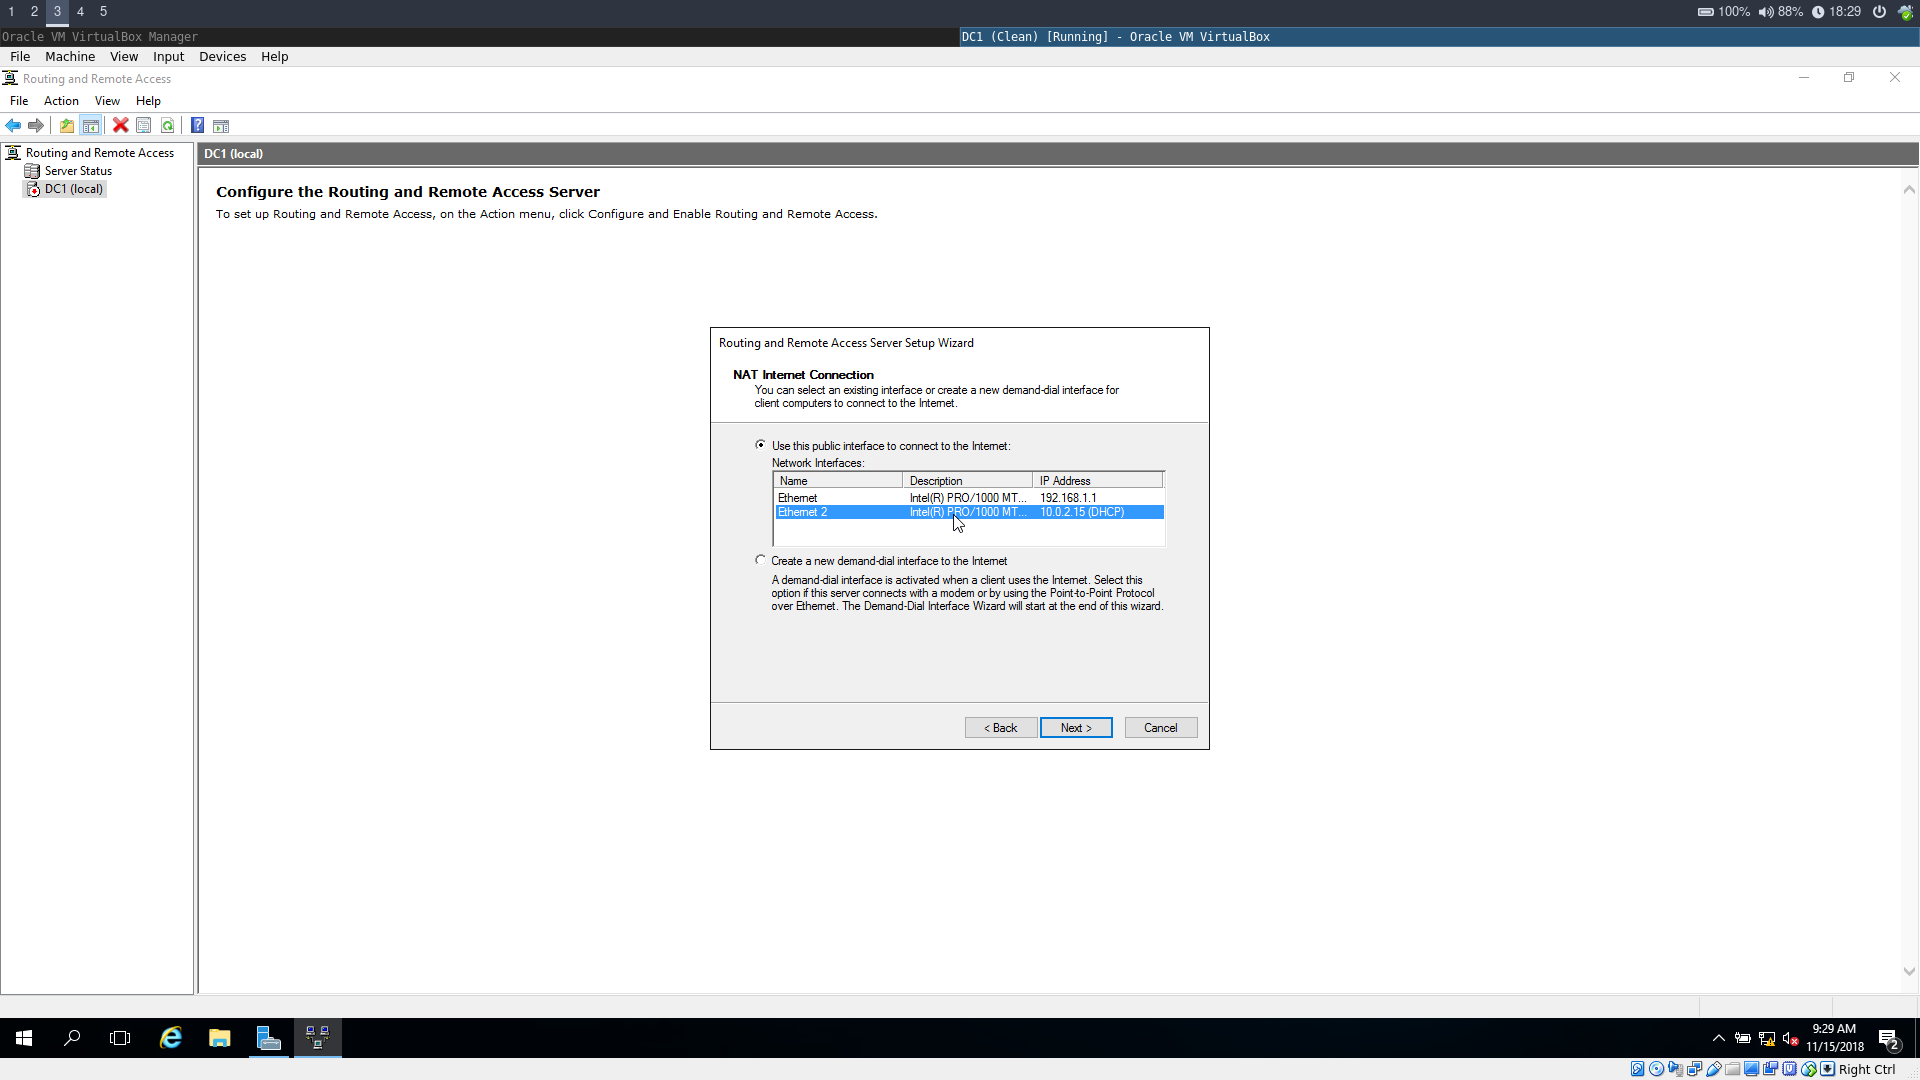 1 2 3 4 5
100% 88% 18:29
Oracle VM VirtualBox Manager
DC1 (Clean) [Running] - Oracle VM VirtualBox
File Machine View Input Devices Help
Routing and Remote Access
File Action View Help
Routing and Remote Access
Server Status
DC1 (local)
DC1 (local)
Configure the Routing and Remote Access Server
To set up Routing and Remote Access, on the Action menu, click Configure and Enable Routing and Remote Access.
Routing and Remote Access Server Setup Wizard
NAT Internet Connection
You can select an existing interface or create a new demand-dial interface for
client computers to connect to the Internet.
Use this public interface to connect to the Internet:
Network Interfaces:
Name Description IP Address
Ethernet Intel(R) PRO/1000 MT... 192.168.1.1
Ethernet 2 Intel(R) PRO/1000 MT... 10.0.2.15 (DHCP)
Create a new demand-dial interface to the Internet
A demand-dial interface is activated when a client uses the Internet. Select this
option if this server connects with a modem or by using the Point-to-Point Protocol
over Ethernet. The Demand-Dial Interface Wizard will start at the end of this wizard.
< Back Next > Cancel
9:29 AM
11/15/2018
2
Right Ctrl